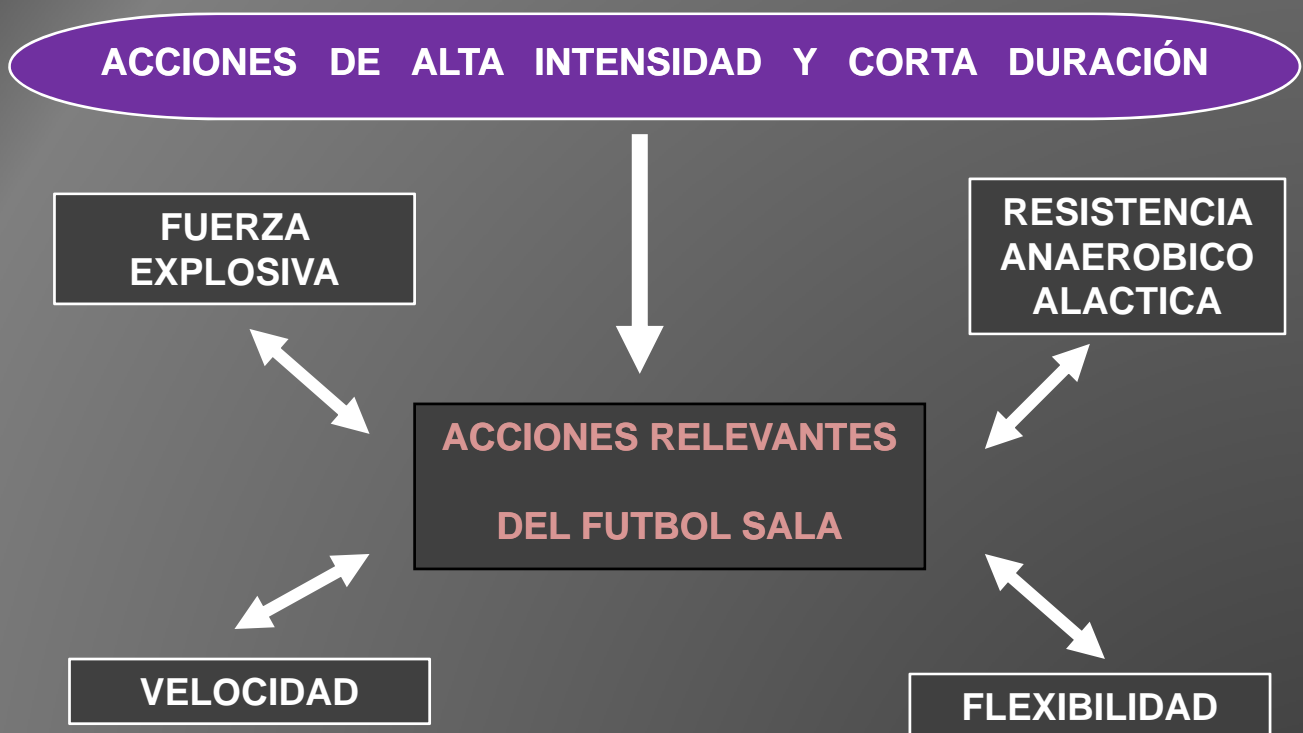 ACCIONES DE ALTA INTENSIDAD Y CORTA DURACIÓN
FUERZA
EXPLOSIVA
RESISTENCIA
ANAEROBICO
ALACTICA
ACCIONES RELEVANTES
DEL FUTBOL SALA
VELOCIDAD
FLEXIBILIDAD